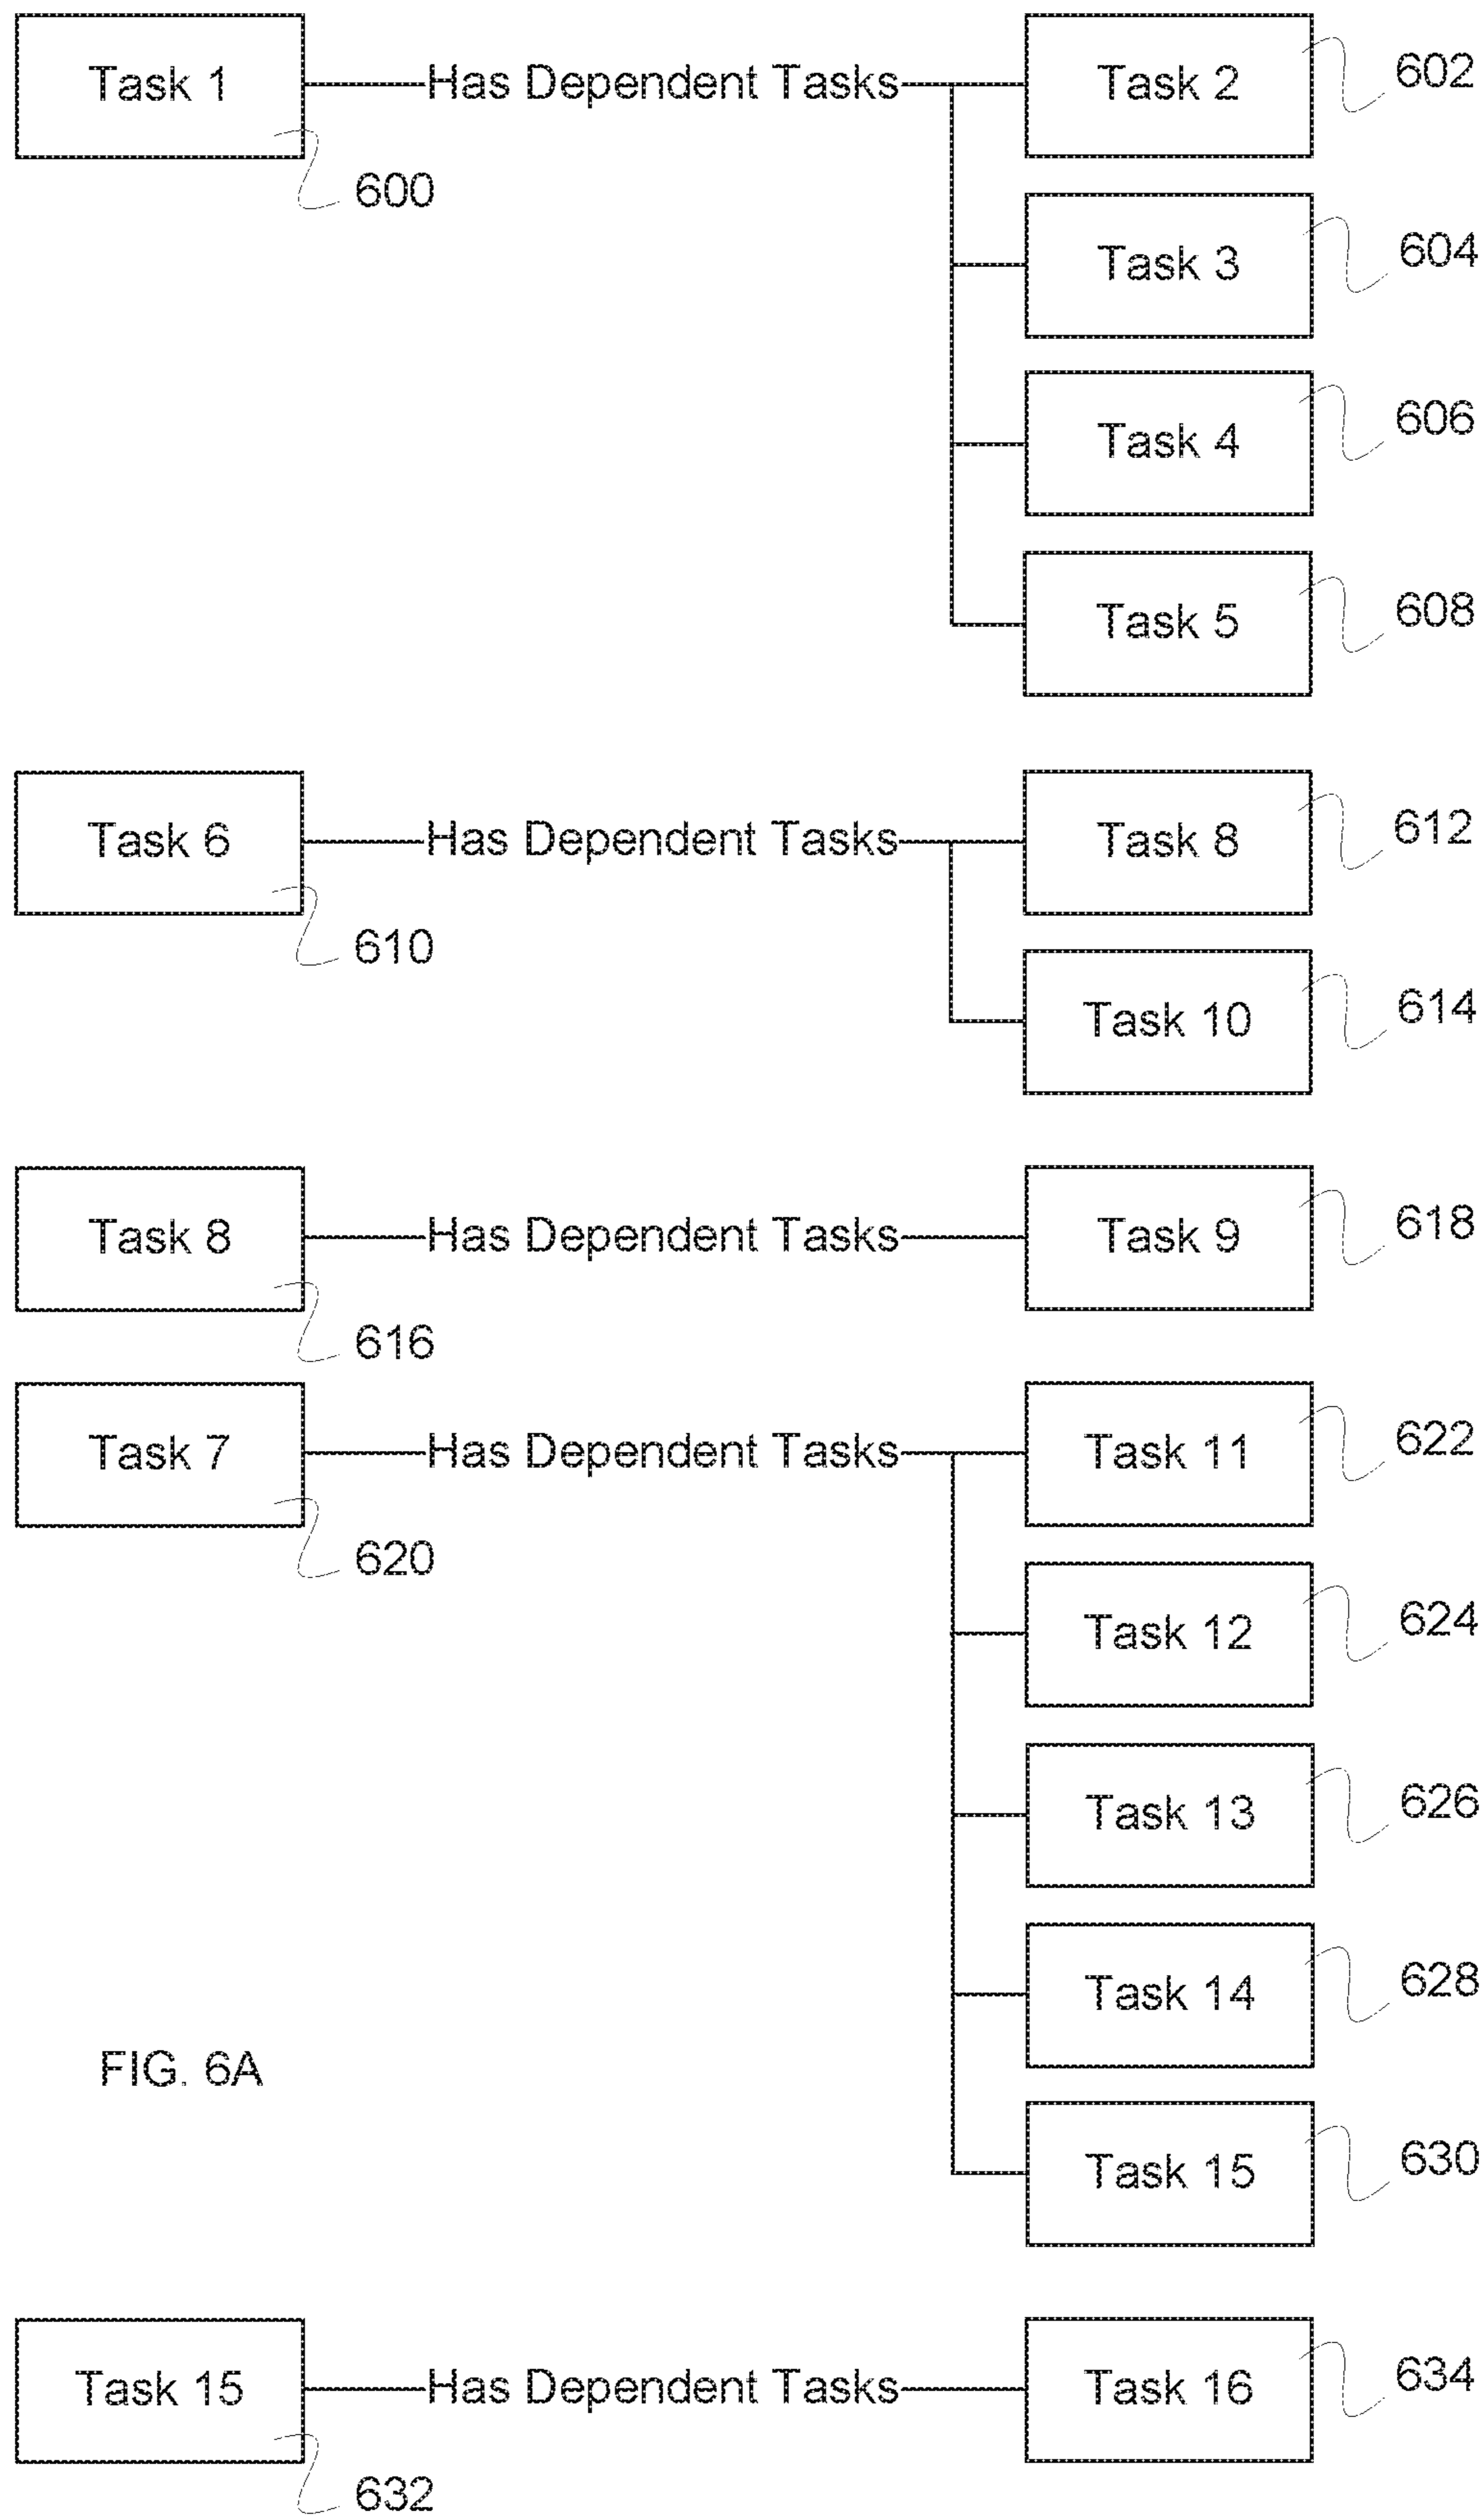 Task 1 Has Dependent Tasks Task 2 602
600
Task 3 604
Task 4 606
Task 5 608
Task 6 Has Dependent Tasks Task 8 612
610
Task 10 614
Task 8 Has Dependent Tasks Task 9 618
616
Task 7 Has Dependent Tasks Task 11 622
620
Task 12 624
Task 13 626
Task 14 628
FIG. 6A
Task 15 630
Task 15 Has Dependent Tasks Task 16 634
632